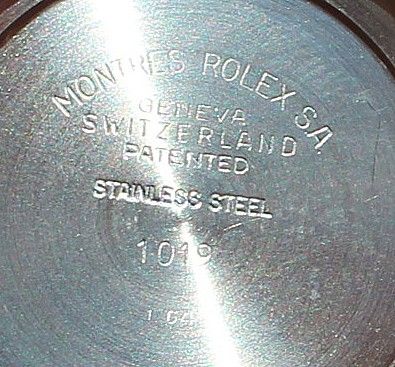 MONTRES ROLEX S.A.
GENEVA
SWITZERLAND
PATENTED
STAINLESS STEEL
1019